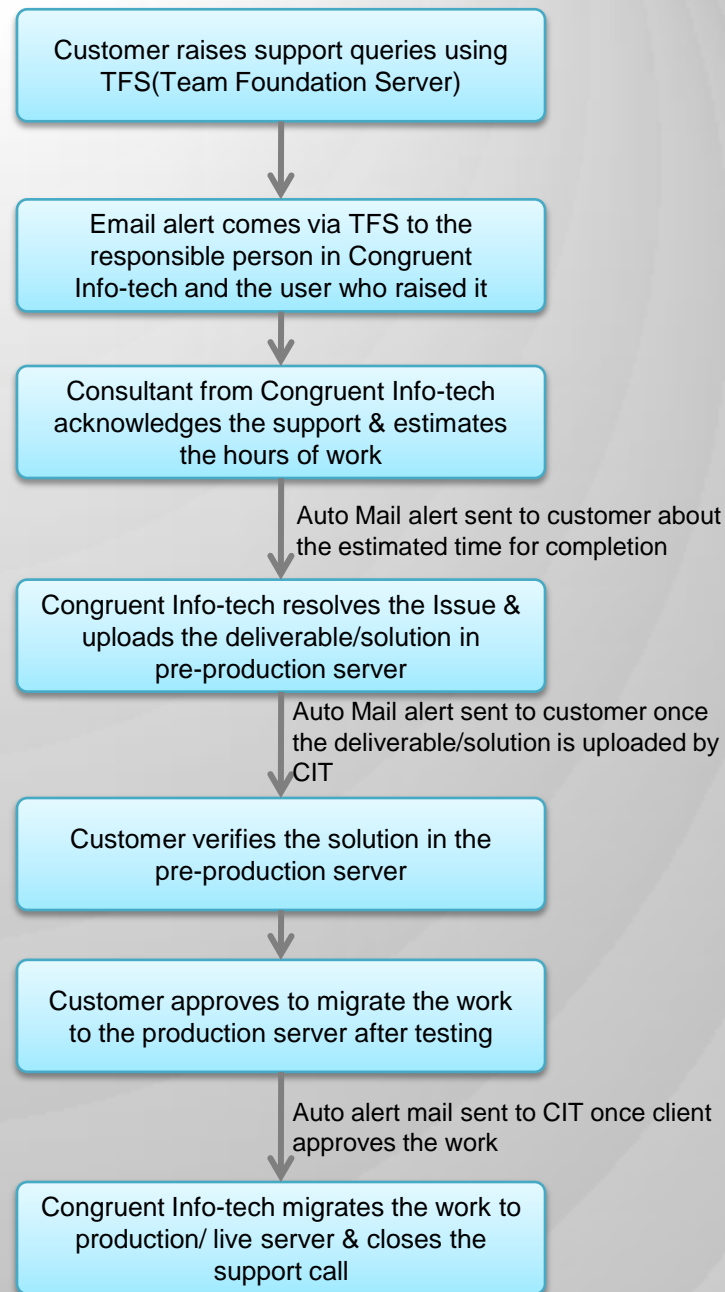 Customer raises support queries using
TFS(Team Foundation Server)
Email alert comes via TFS to the
responsible person in Congruent
Info-tech and the user who raised it
Consultant from Congruent Info-tech
acknowledges the support & estimates
the hours of work
Auto Mail alert sent to customer about
the estimated time for completion
Congruent Info-tech resolves the Issue &
uploads the deliverable/solution in
pre-production server
Auto Mail alert sent to customer once
the deliverable/solution is uploaded by
CIT
Customer verifies the solution in the
pre-production server
Customer approves to migrate the work
to the production server after testing
Auto alert mail sent to CIT once client
approves the work
Congruent Info-tech migrates the work to
production/ live server & closes the
support call